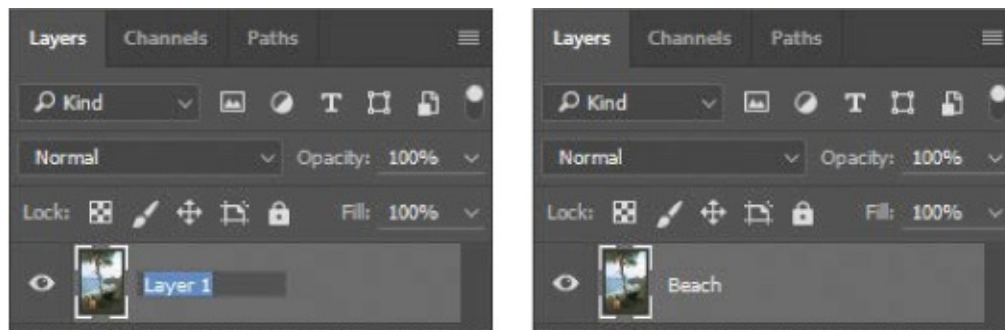 Layers Channels Paths
Kind
Normal Opacity: 100%
Lock: Fill: 100%
Layer 1
Layers Channels Paths
Kind
Normal Opacity: 100%
Lock: Fill: 100%
Beach